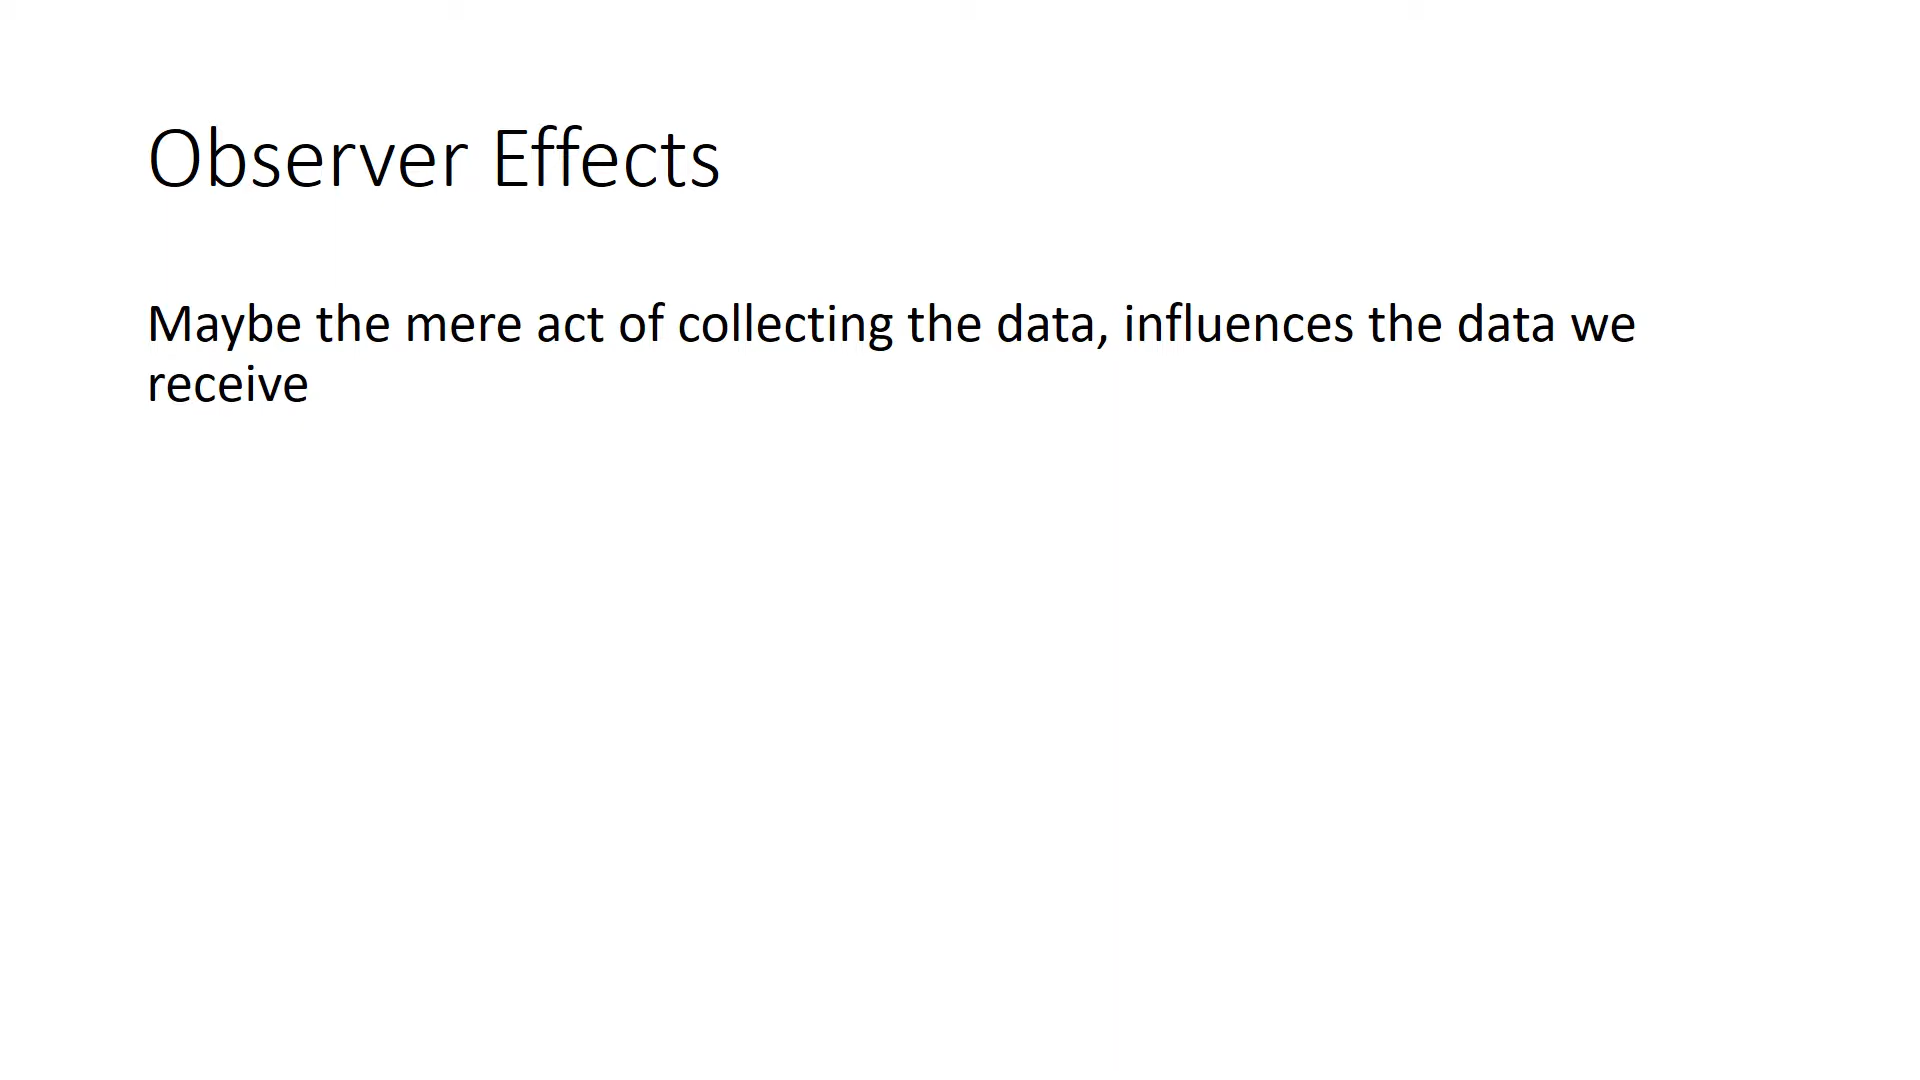 Observer Effects
Maybe the mere act of collecting the data, influences the data we
receive